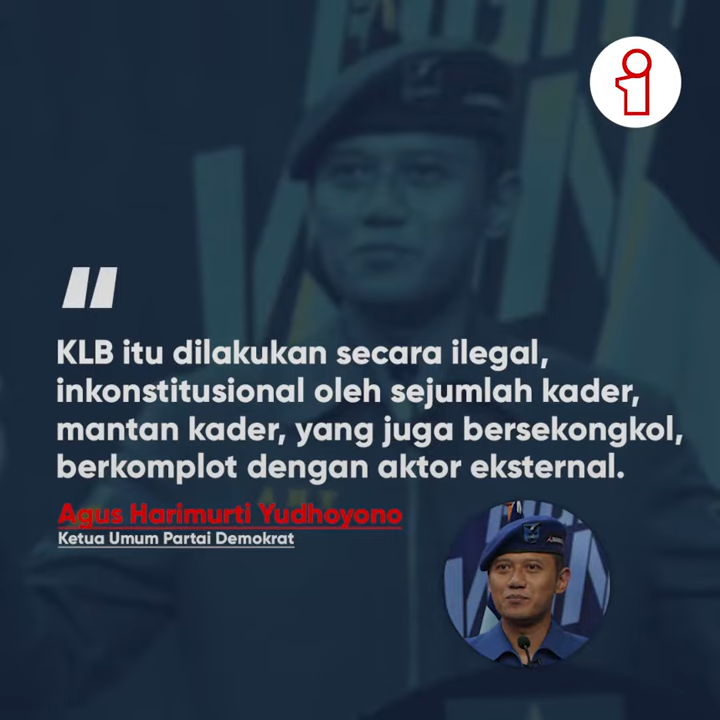 KLB itu dilakukan secara ilegal,
inkonstitusional oleh sejumlah kader,
mantan kader, yang juga bersekongkol,
berkomplot dengan aktor eksternal.
Agus Harimurti Yudhoyono
Ketua Umum Partai Demokrat